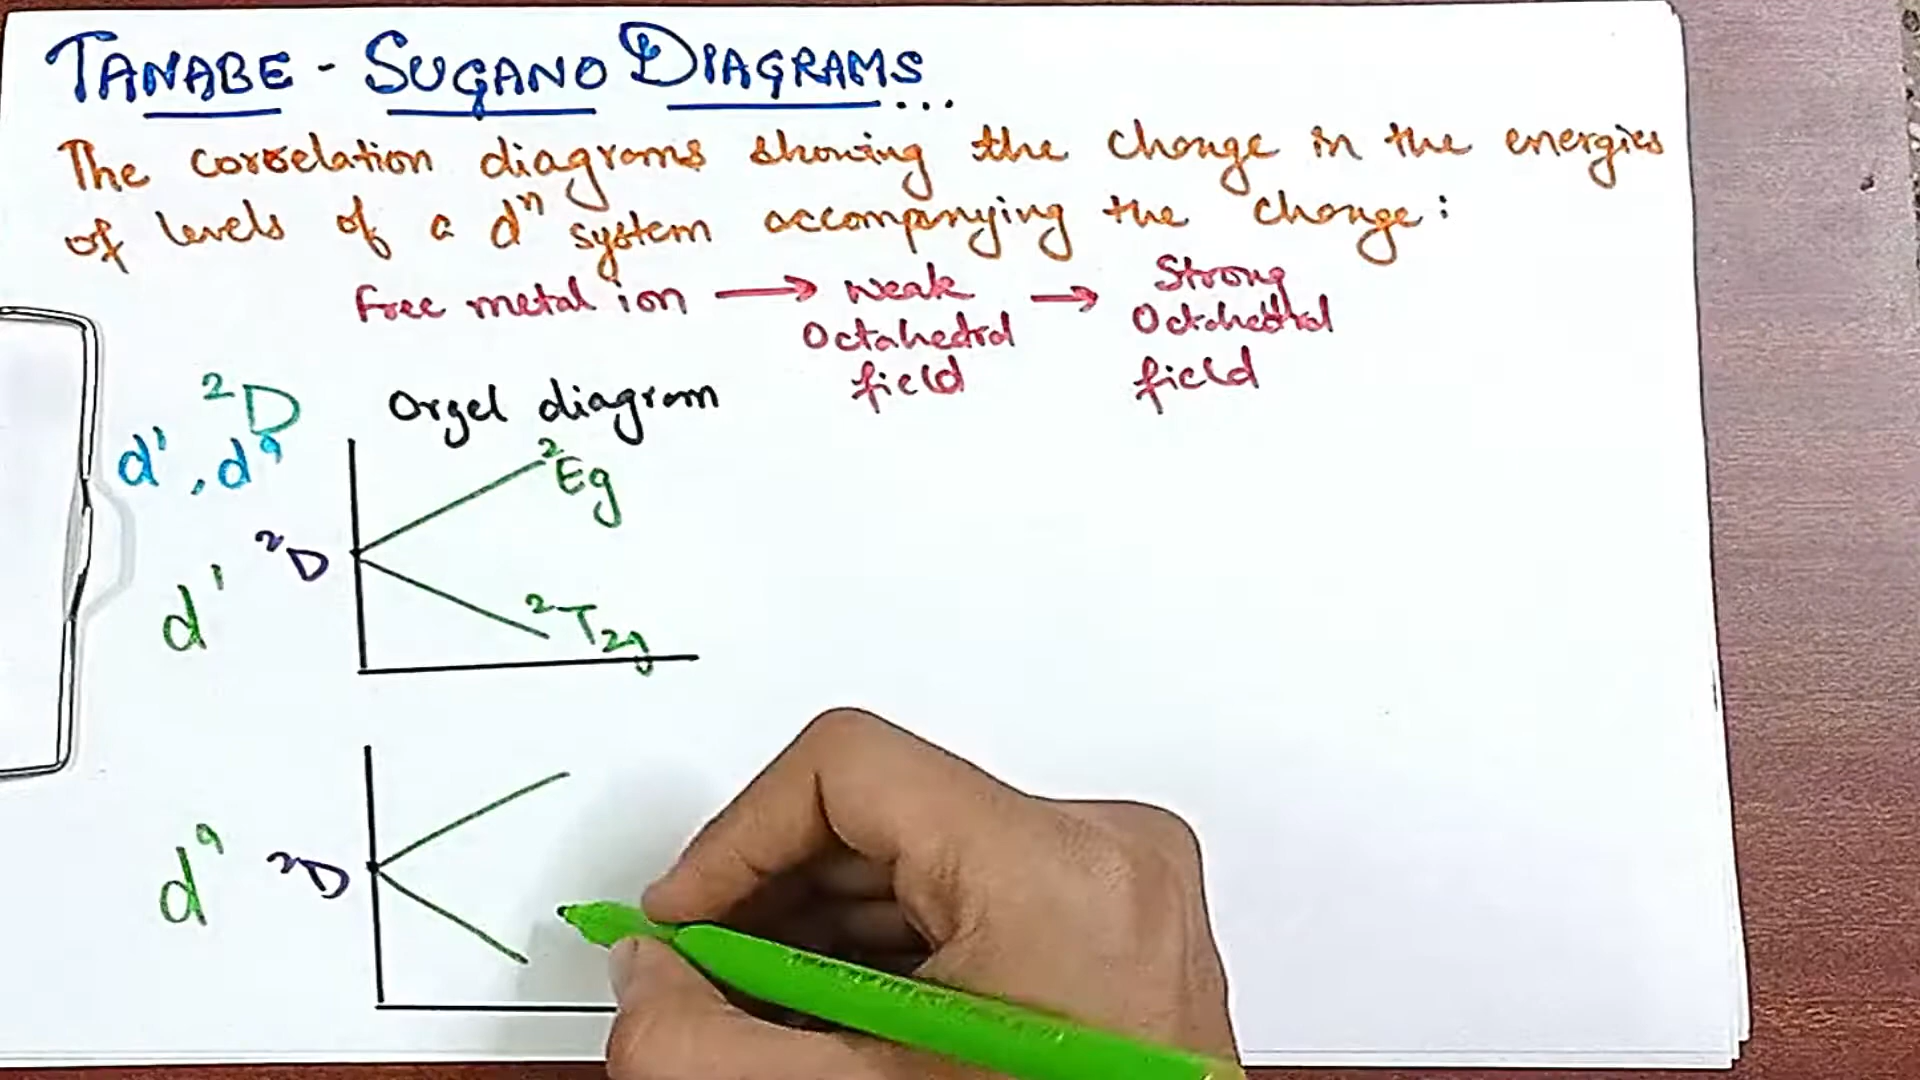 TANABE - SUGANO DIAGRAMS...
The correlation diagrams showing the change in the energies
of levels of a dⁿ system accompanying the change:
Free metal ion → Weak Octahedral field → Strong Octahedral field
²D
d¹, d⁹
Orgel diagram
²Eg
²D
d¹
²T2g
d⁹
²D